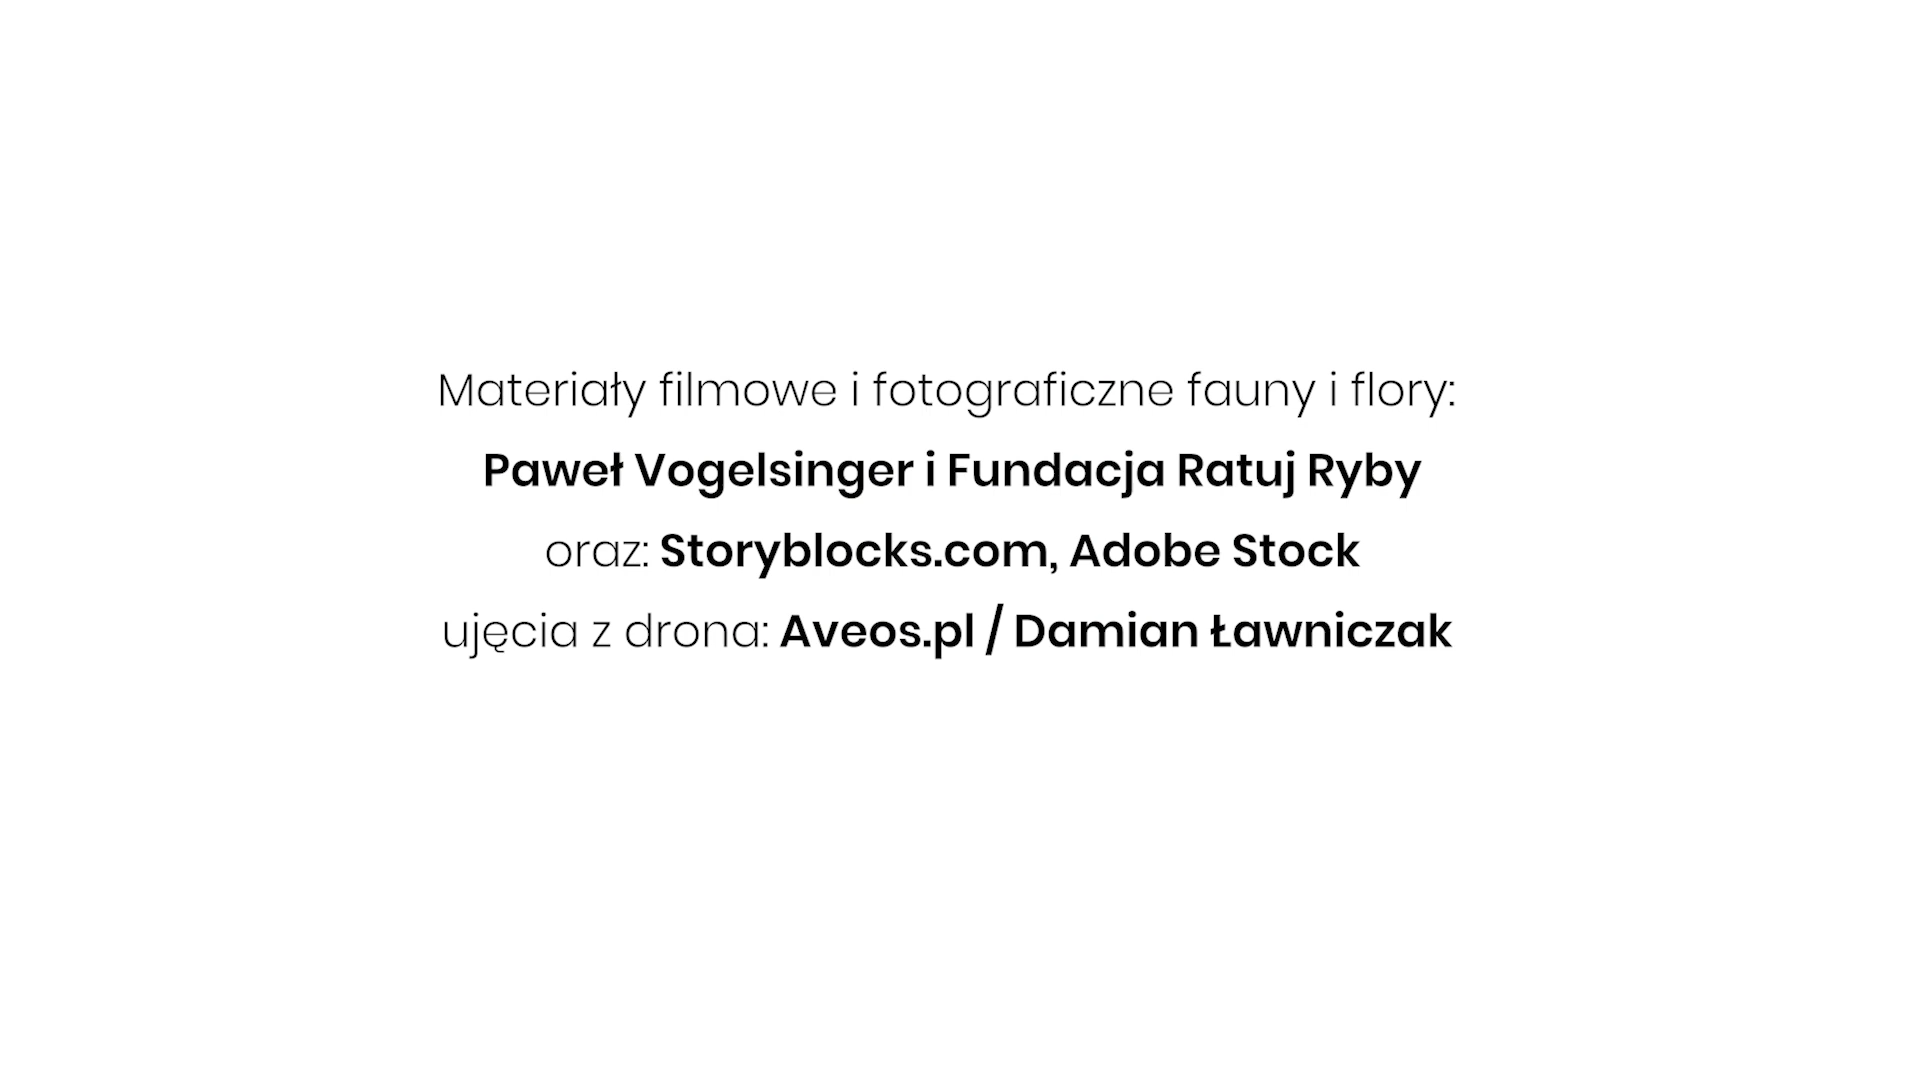 Materiały filmowe i fotograficzne fauny i flory:
Paweł Vogelsinger i Fundacja Ratuj Ryby
oraz: Storyblocks.com, Adobe Stock
ujęcia z drona: Aveos.pl / Damian Ławniczak